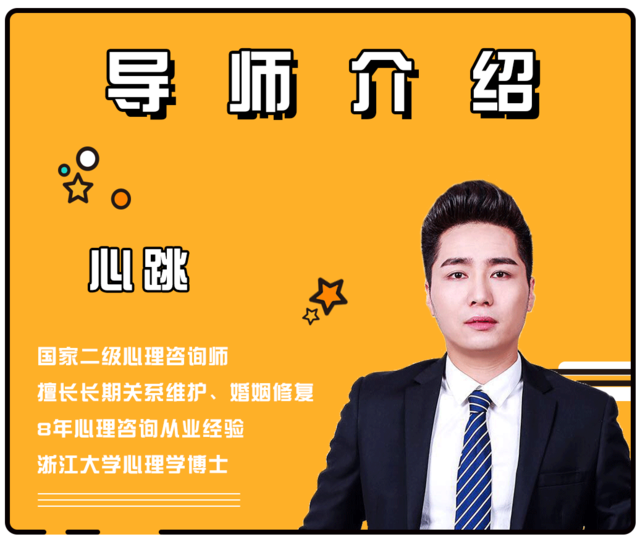 导师介绍
心跳
国家二级心理咨询师
擅长长期关系维护、婚姻修复
8年心理咨询从业经验
浙江大学心理学博士